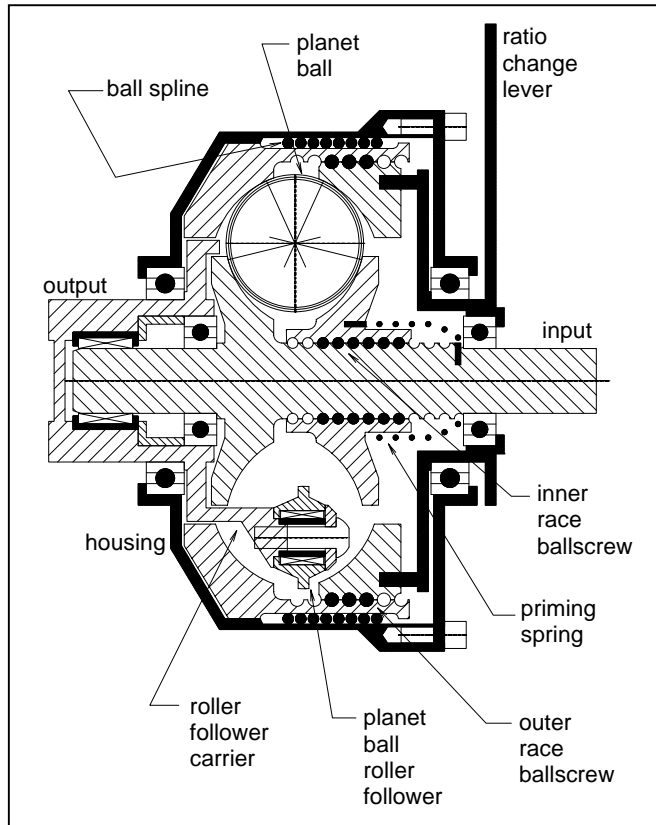 planet
ball
ratio
change
lever
ball spline
output
input
housing
inner
race
ballscrew
priming
spring
roller
follower
carrier
planet
ball
roller
follower
outer
race
ballscrew